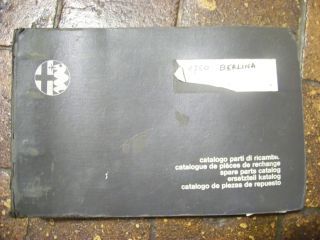 1750 BERLINA
catalogo parti di ricambio
catalogue de pièces de rechange
spare parts catalog
ersatzteil katalog
catalogo de piezas de repuesto